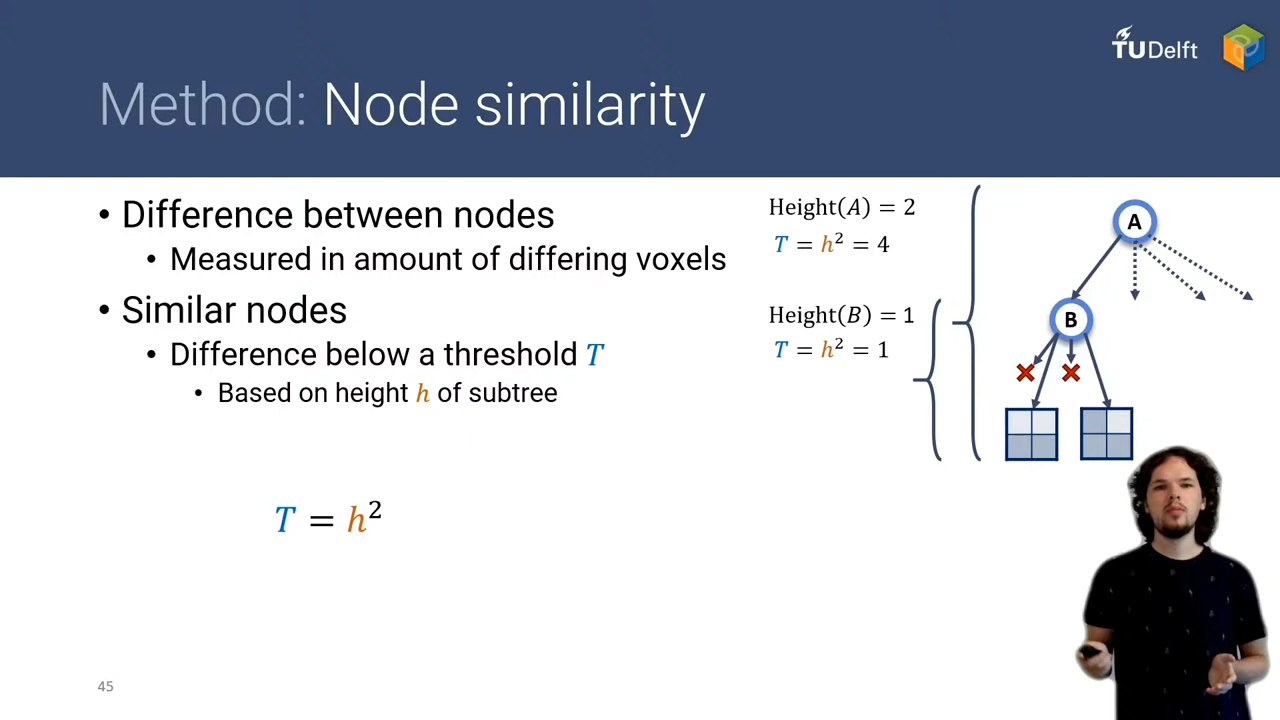 TUDelft
Method: Node similarity
• Difference between nodes
• Measured in amount of differing voxels
• Similar nodes
• Difference below a threshold T
• Based on height h of subtree
T = h²
Height(A) = 2
T = h² = 4
Height(B) = 1
T = h² = 1
A
B
45